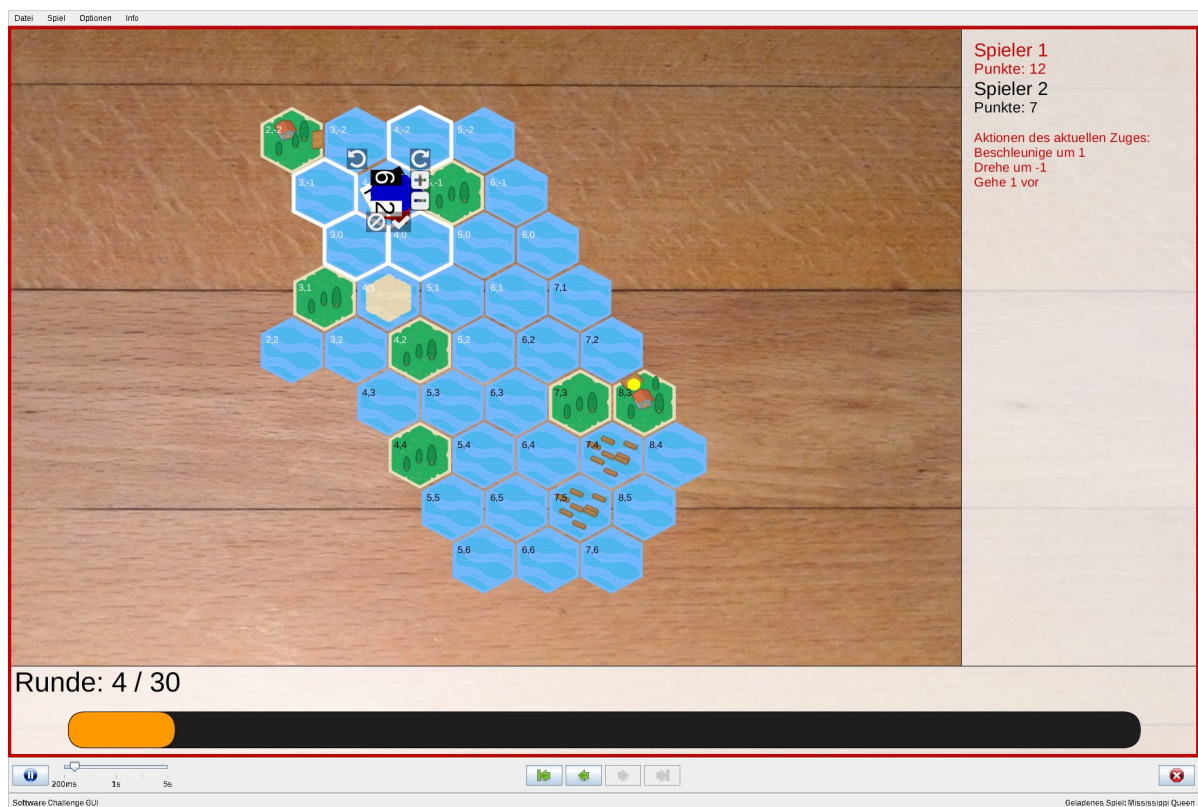 Datei Spiel Optionen Info
Spieler 1
Punkte: 12
Spieler 2
Punkte: 7
Aktionen des aktuellen Zuges:
Beschleunige um 1
Drehe um -1
Gehe 1 vor
2,-2 3,-2 4,-2 5,-2
3,-1 6,-1
6
2
3,0 4,0 5,0 6,0
3,1 4,1 5,1 6,1 7,1
2,2 3,2 4,2 5,2 6,2 7,2
4,3 5,3 6,3 7,3 8,3
4,4 5,4 6,4 7,4 8,4
5,5 6,5 7,5 8,5
5,6 6,6 7,6
Runde: 4 / 30
200ms 1s 5s
Software Challenge GUI
Geladenes Spiel: Mississippi Queen